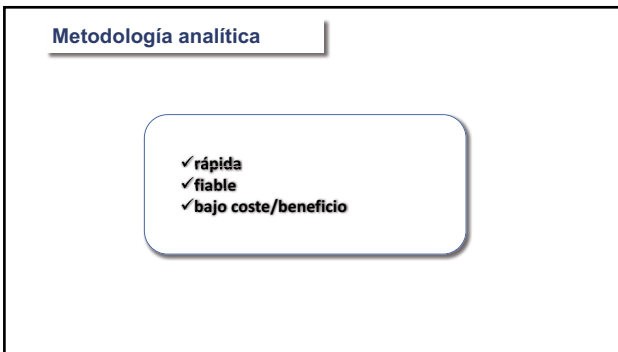 Metodología analítica
✓rápida
✓fiable
✓bajo coste/beneficio